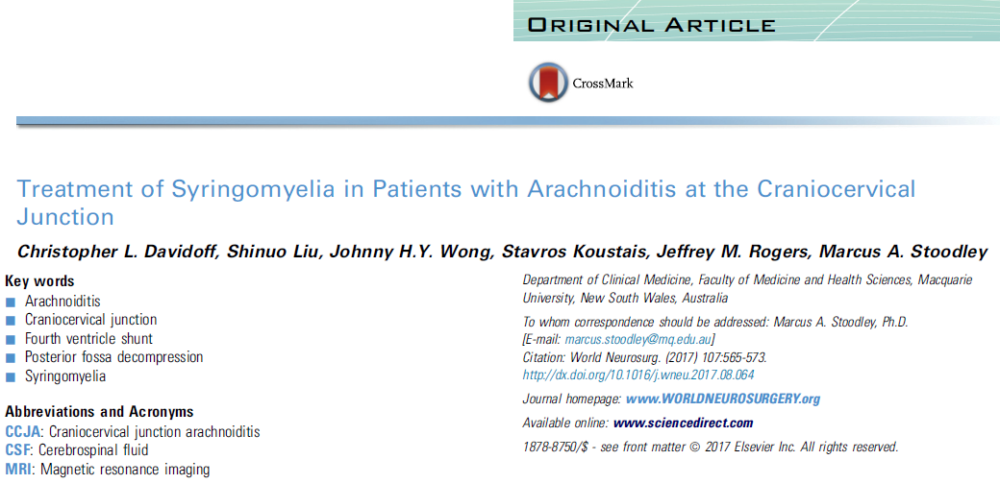 ORIGINAL ARTICLE
CrossMark
Treatment of Syringomyelia in Patients with Arachnoiditis at the Craniocervical
Junction
Christopher L. Davidoff, Shinuo Liu, Johnny H.Y. Wong, Stavros Koustais, Jeffrey M. Rogers, Marcus A. Stoodley
Key words
■ Arachnoiditis
■ Craniocervical junction
■ Fourth ventricle shunt
■ Posterior fossa decompression
■ Syringomyelia
Abbreviations and Acronyms
CCJA: Craniocervical junction arachnoiditis
CSF: Cerebrospinal fluid
MRI: Magnetic resonance imaging
Department of Clinical Medicine, Faculty of Medicine and Health Sciences, Macquarie
University, New South Wales, Australia
To whom correspondence should be addressed: Marcus A. Stoodley, Ph.D.
[E-mail: marcus.stoodley@mq.edu.au]
Citation: World Neurosurg. (2017) 107:565-573.
http://dx.doi.org/10.1016/j.wneu.2017.08.064
Journal homepage: www.WORLDNEUROSURGERY.org
Available online: www.sciencedirect.com
1878-8750/$ - see front matter © 2017 Elsevier Inc. All rights reserved.